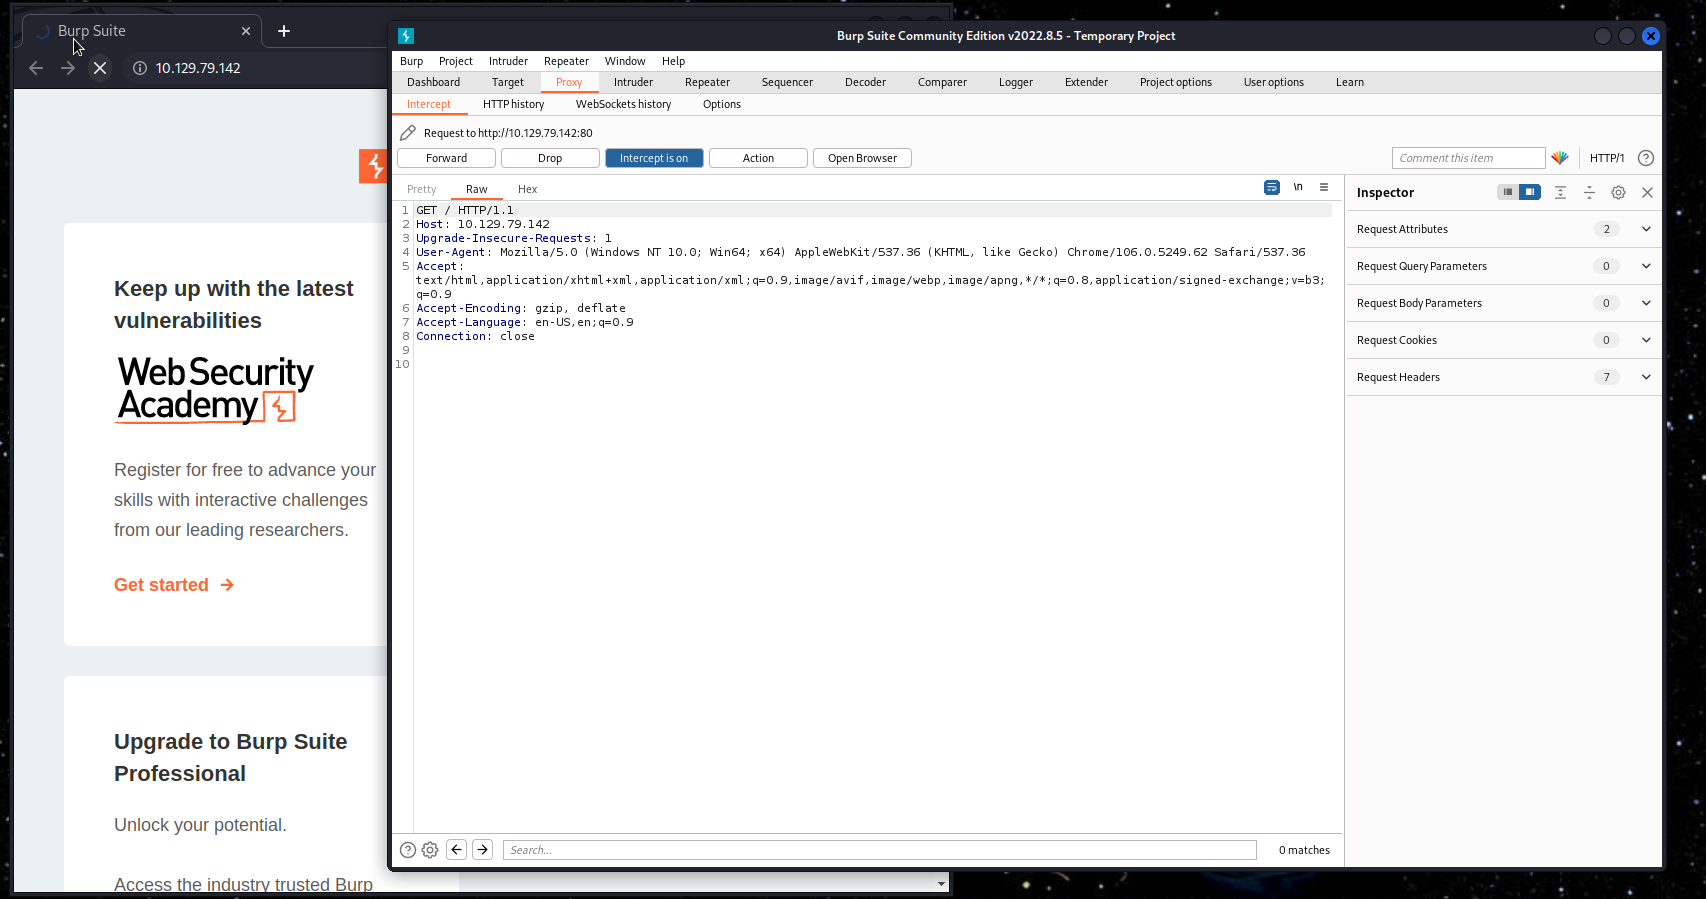 Burp Suite
10.129.79.142
Keep up with the latest
vulnerabilities
Web Security
Academy
Register for free to advance your
skills with interactive challenges
from our leading researchers.
Get started →
Upgrade to Burp Suite
Professional
Unlock your potential.
Access the industry trusted Burp
Burp Suite Community Edition v2022.8.5 - Temporary Project
Burp Project Intruder Repeater Window Help
Dashboard Target Proxy Intruder Repeater Sequencer Decoder Comparer Logger Extender Project options User options Learn
Intercept HTTP history WebSockets history Options
Request to http://10.129.79.142:80
Forward Drop Intercept is on Action Open Browser Comment this item HTTP/1 ?
Pretty Raw Hex \n
1 GET / HTTP/1.1
2 Host: 10.129.79.142
3 Upgrade-Insecure-Requests: 1
4 User-Agent: Mozilla/5.0 (Windows NT 10.0; Win64; x64) AppleWebKit/537.36 (KHTML, like Gecko) Chrome/106.0.5249.62 Safari/537.36
5 Accept:
text/html,application/xhtml+xml,application/xml;q=0.9,image/avif,image/webp,image/apng,*/*;q=0.8,application/signed-exchange;v=b3;
q=0.9
6 Accept-Encoding: gzip, deflate
7 Accept-Language: en-US,en;q=0.9
8 Connection: close
9
10
Inspector
Request Attributes 2
Request Query Parameters 0
Request Body Parameters 0
Request Cookies 0
Request Headers 7
? Search... 0 matches